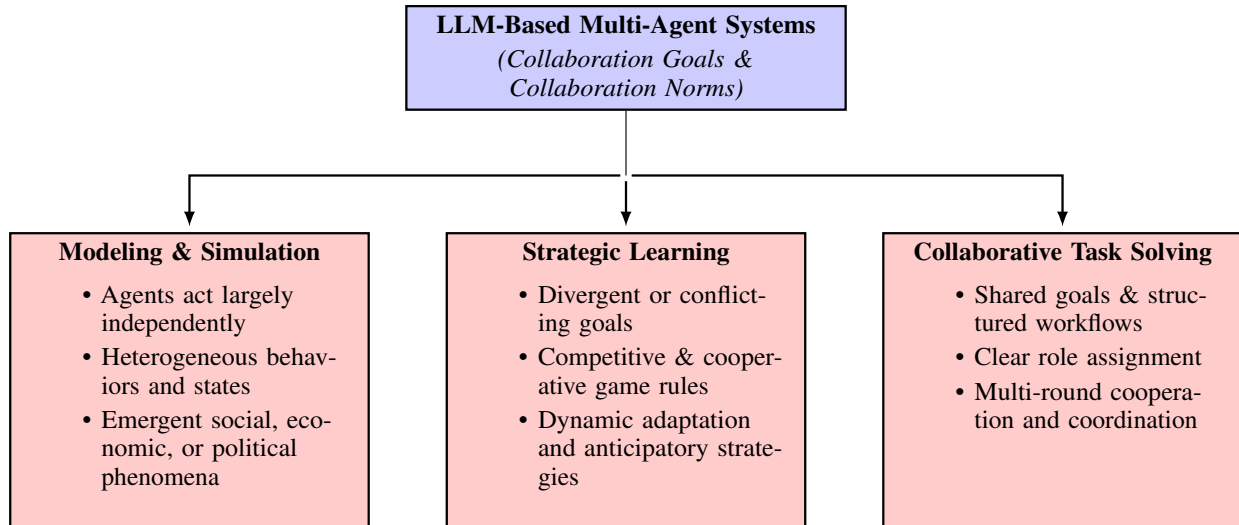 LLM-Based Multi-Agent Systems
(Collaboration Goals &
Collaboration Norms)
Modeling & Simulation
• Agents act largely
independently
• Heterogeneous behav-
iors and states
• Emergent social, eco-
nomic, or political
phenomena
Strategic Learning
• Divergent or conflict-
ing goals
• Competitive & coop-
erative game rules
• Dynamic adaptation
and anticipatory strate-
gies
Collaborative Task Solving
• Shared goals & struc-
tured workflows
• Clear role assignment
• Multi-round coopera-
tion and coordination